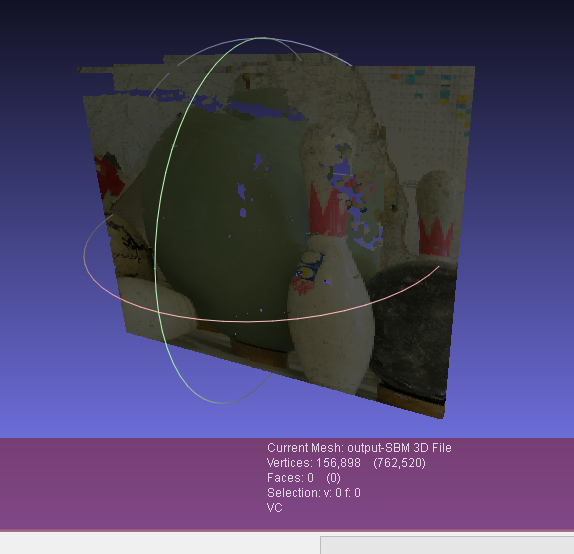 Current Mesh: output-SBM 3D File
Vertices: 156,898 (762,520)
Faces: 0 (0)
Selection: v: 0 f: 0
VC